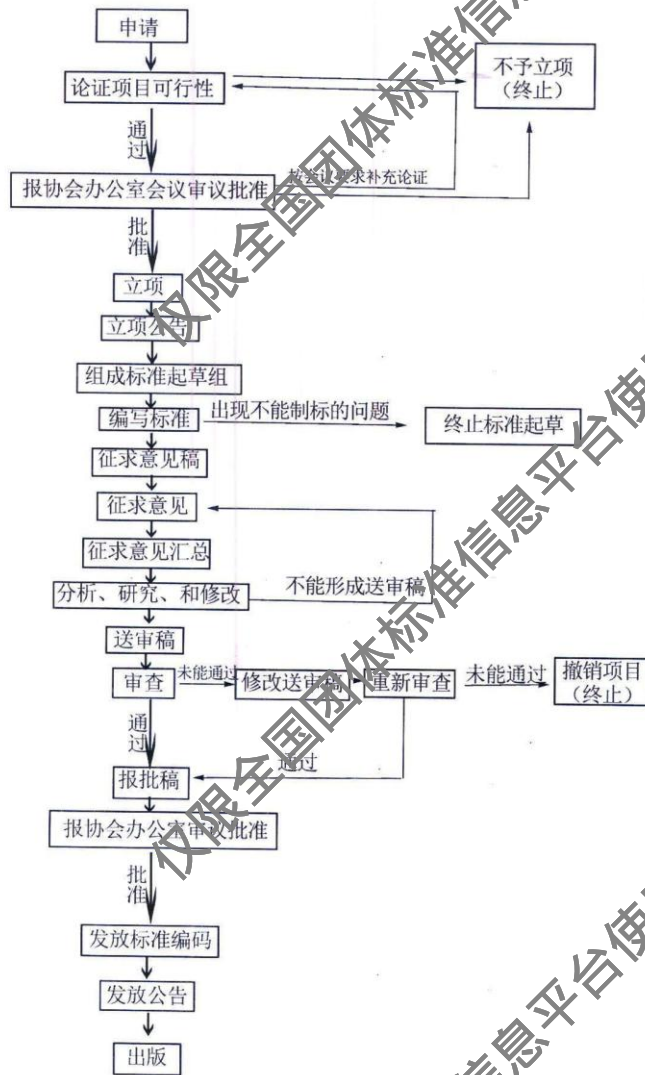 申请
论证项目可行性
不予立项
（终止）
通过
按会议要求补充论证
报协会办公室会议审议批准
批准
立项
立项公告
组成标准起草组
编写标准
出现不能制标的问题
终止标准起草
征求意见稿
征求意见
征求意见汇总
分析、研究、和修改
不能形成送审稿
送审稿
审查
未能通过
修改送审稿
重新审查
未能通过
撤销项目
（终止）
通过
通过
报批稿
报协会办公室审议批准
批准
发放标准编码
发放公告
出版
仅限全国团体标准信息
仅限全国团体标准信息平台使
信息平台使